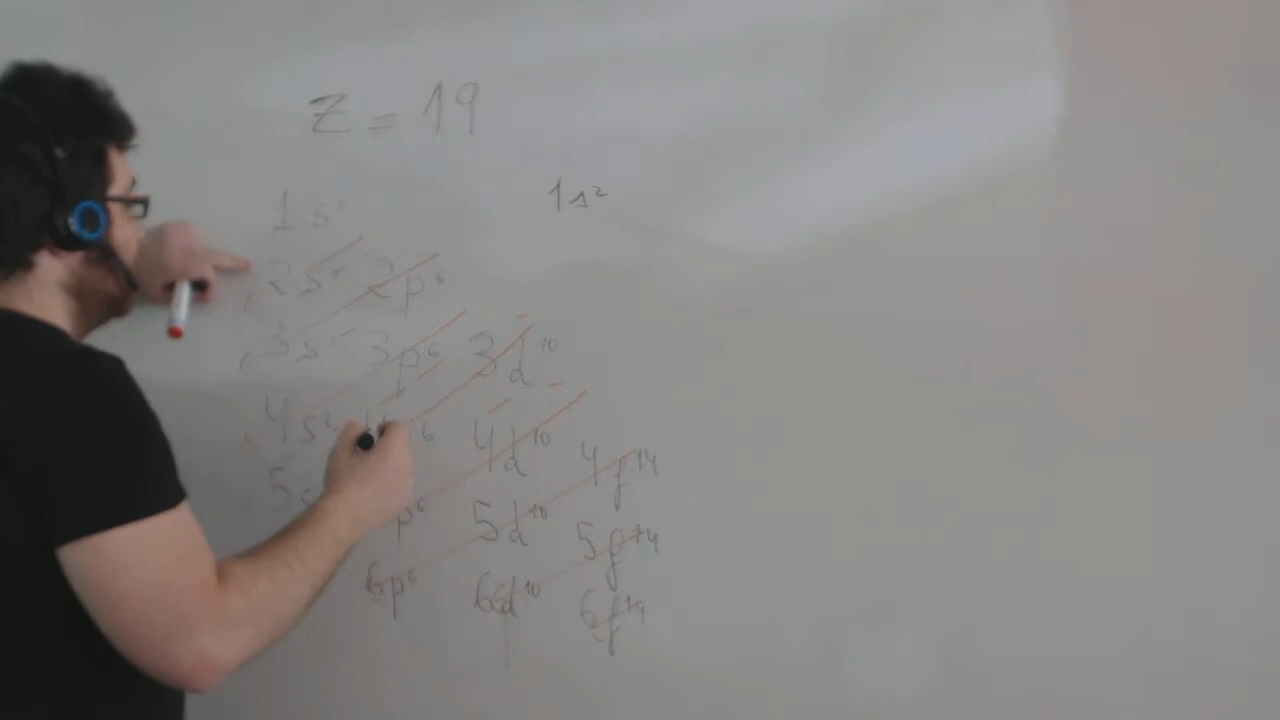 Z = 19
1s²
1s²
2s² 2p⁶
3s² 3p⁶ 3d¹⁰
4s² 4d¹⁰ 4f¹⁴
5d¹⁰ 5f¹⁴
6p⁶ 6d¹⁰ 6f¹⁴